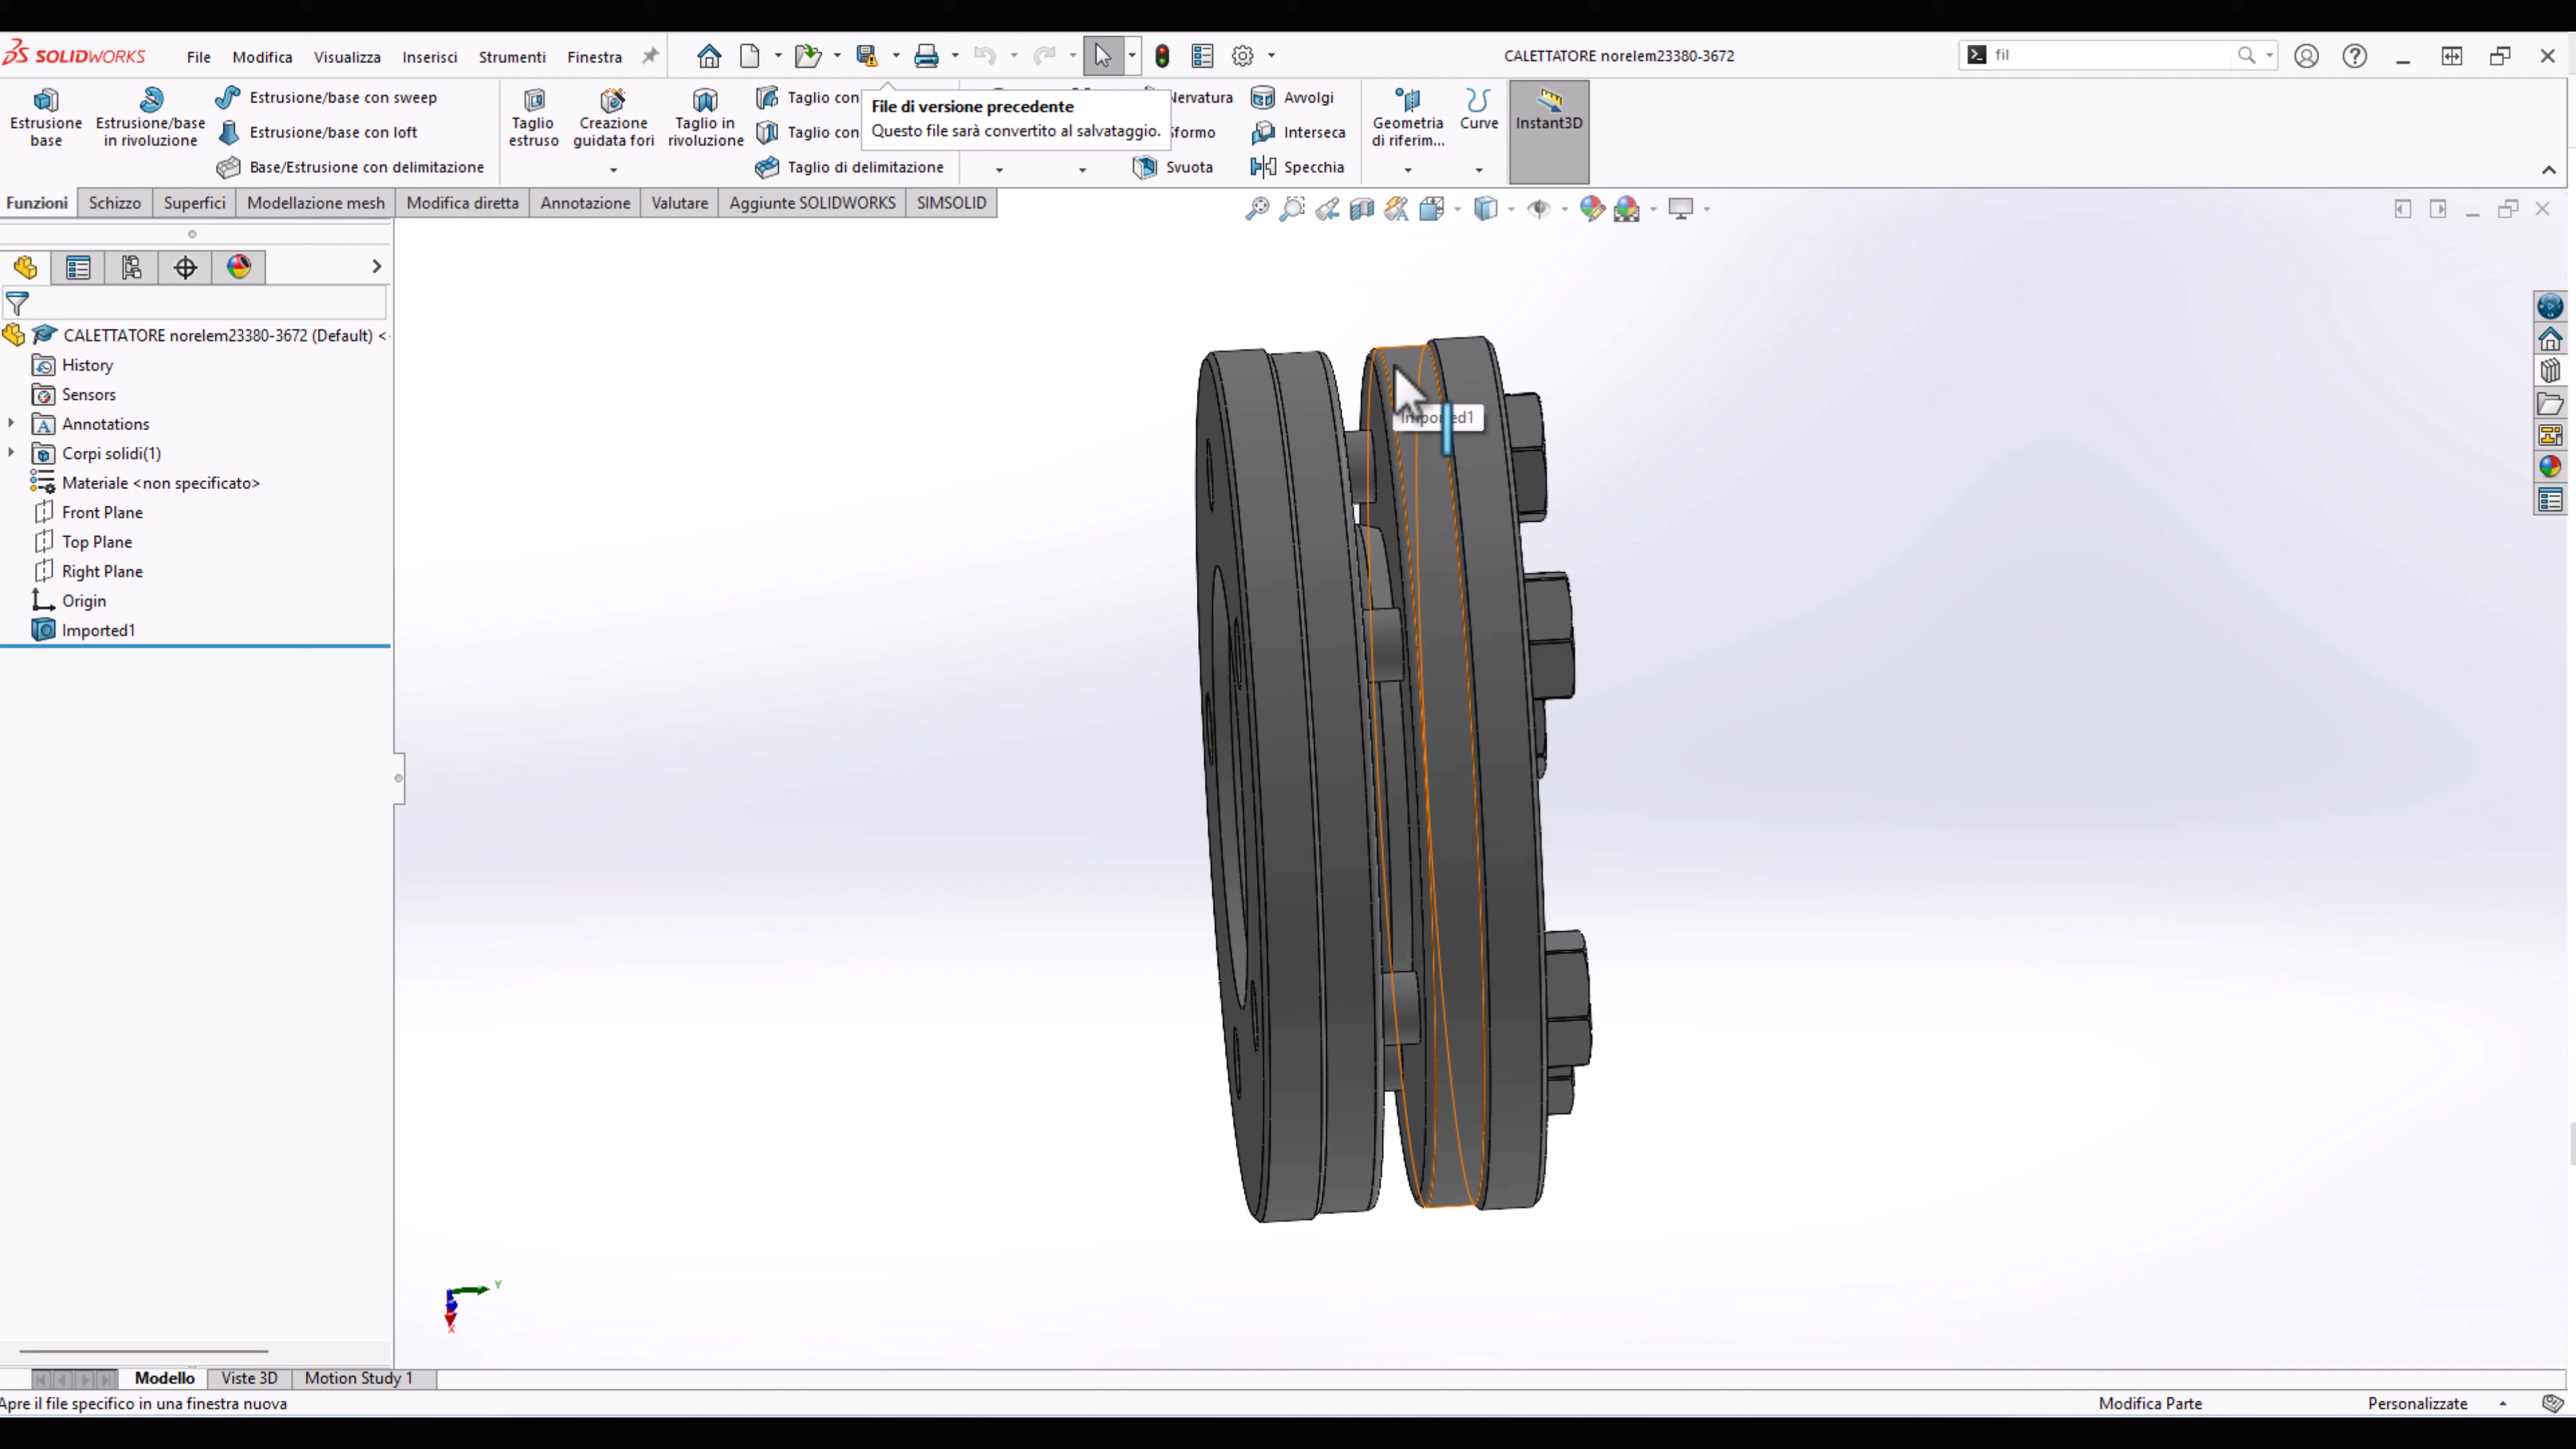 SOLIDWORKS File Modifica Visualizza Inserisci Strumenti Finestra
CALETTATORE norelem23380-3672
fil
Estrusione
base
Estrusione/base
in rivoluzione
Estrusione/base con sweep
Estrusione/base con loft
Base/Estrusione con delimitazione
Taglio
estruso
Creazione
guidata fori
Taglio in
rivoluzione
Taglio con
Taglio con
Taglio di delimitazione
File di versione precedente
Questo file sarà convertito al salvataggio.
Nervatura
Sformo
Svuota
Avvolgi
Interseca
Specchia
Geometria
di riferim...
Curve
Instant3D
Funzioni Schizzo Superfici Modellazione mesh Modifica diretta Annotazione Valutare Aggiunte SOLIDWORKS SIMSOLID
CALETTATORE norelem23380-3672 (Default) <
History
Sensors
Annotations
Corpi solidi(1)
Materiale <non specificato>
Front Plane
Top Plane
Right Plane
Origin
Imported1
Imported1
Y
X
Modello Viste 3D Motion Study 1
Apre il file specifico in una finestra nuova
Modifica Parte
Personalizzate